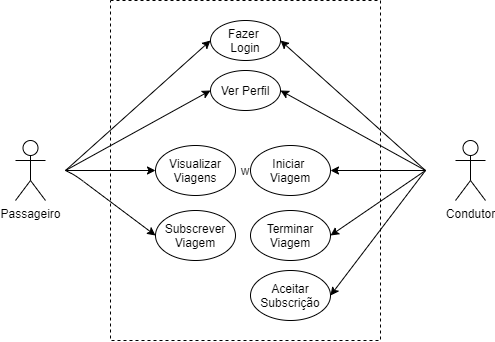 Fazer
Login
Ver Perfil
Visualizar
Viagens
w
Iniciar
Viagem
Passageiro
Condutor
Subscrever
Viagem
Terminar
Viagem
Aceitar
Subscrição